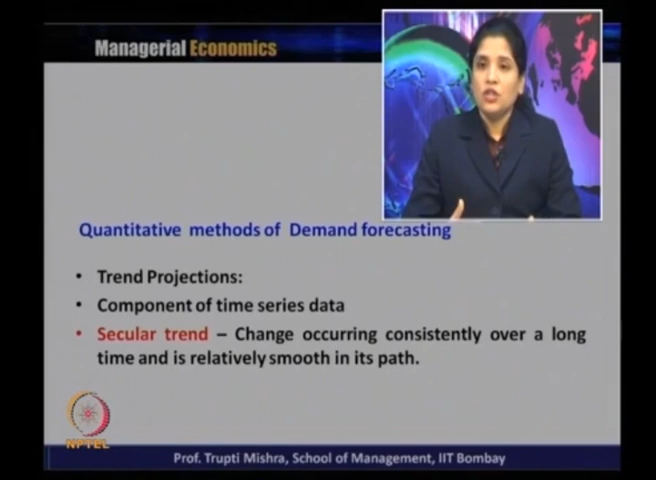 Managerial Economics
Quantitative methods of Demand forecasting
• Trend Projections:
• Component of time series data
• Secular trend – Change occurring consistently over a long
time and is relatively smooth in its path.
NPTEL
Prof. Trupti Mishra, School of Management, IIT Bombay